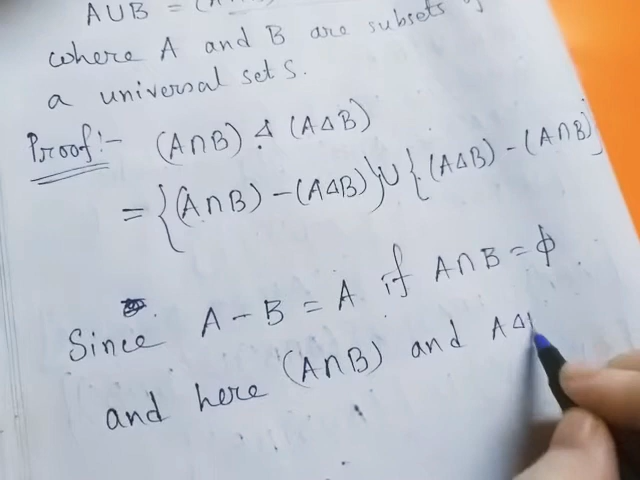 A∪B = (A
where A and B are subsets of
a universal set S.
Proof:- (A∩B) Δ (AΔB)
= {(A∩B) - (AΔB)} ∪ {(AΔB) - (A∩B)}
Since A - B = A if A∩B = ϕ.
and here (A∩B) and AΔ